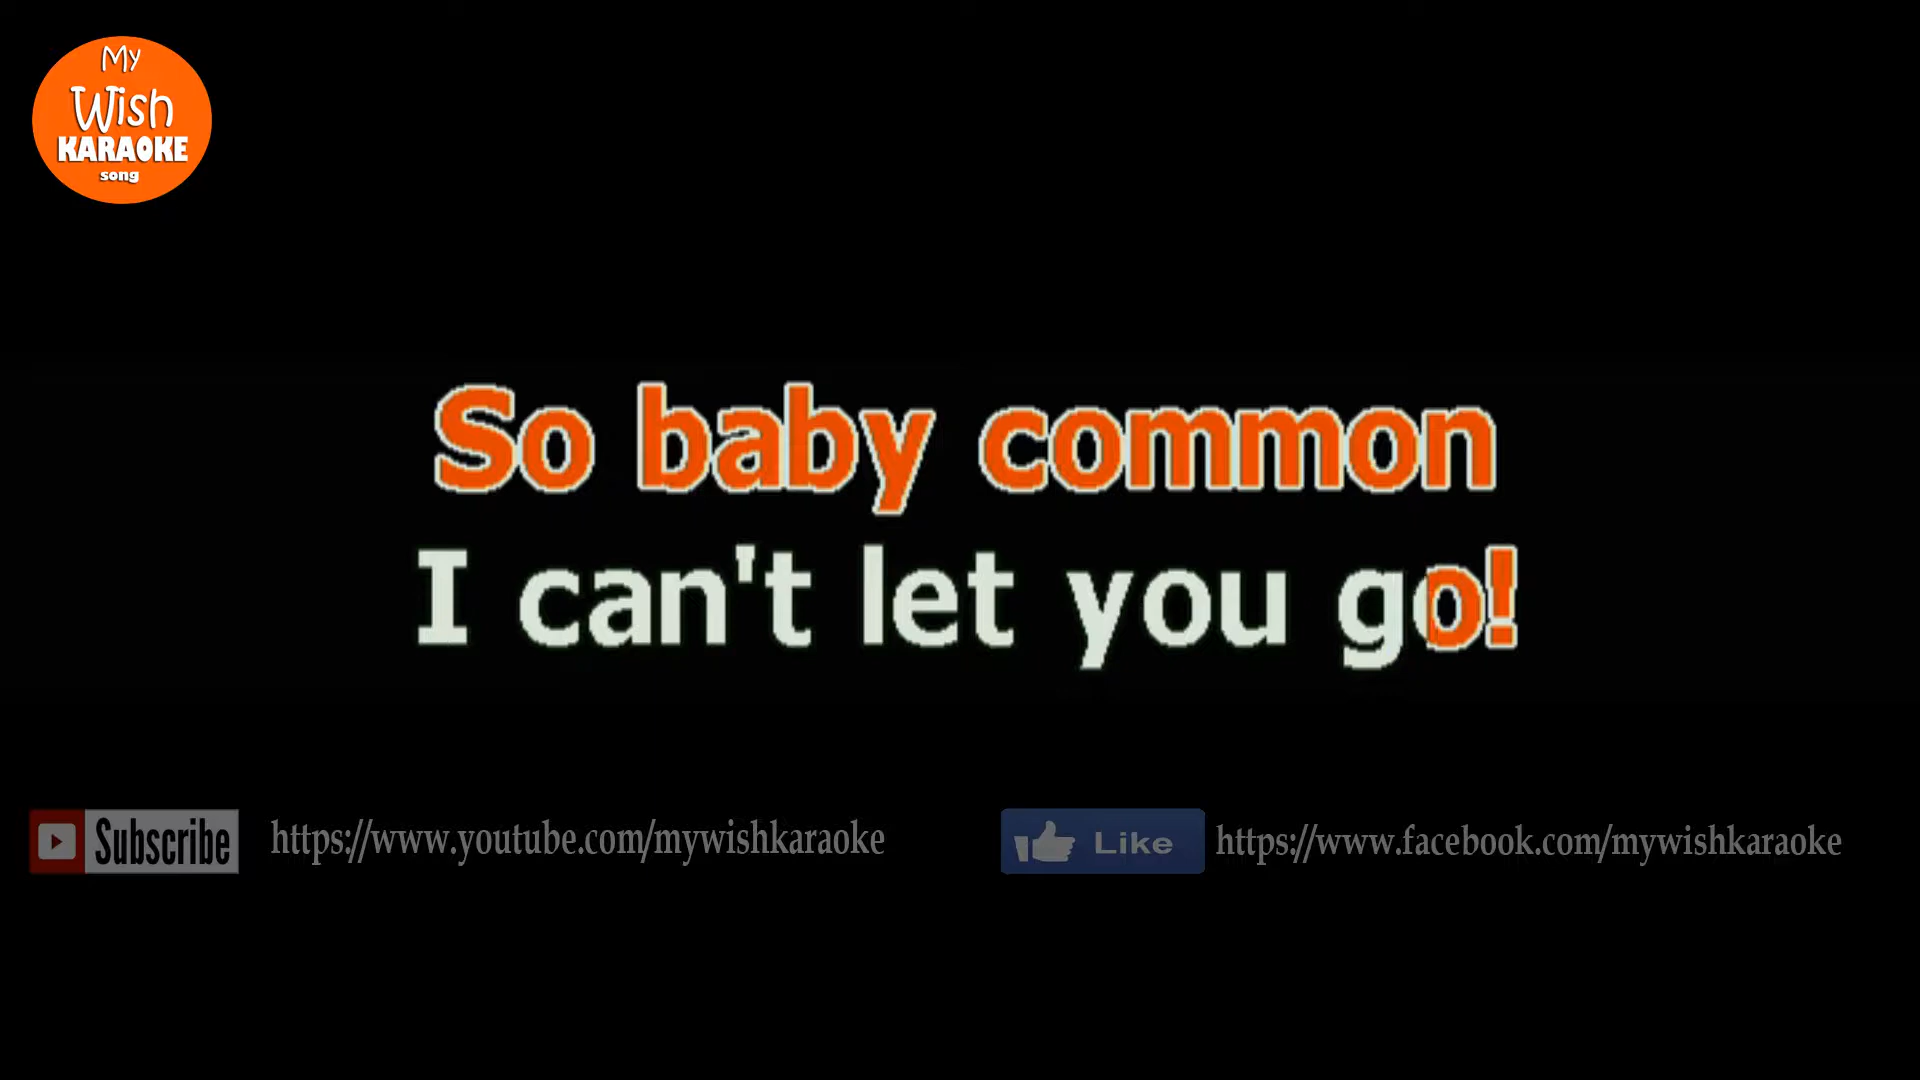 My
Wish
KARAOKE
song
So baby common
I can't let you go!
Subscribe https://www.youtube.com/mywishkaraoke
Like https://www.facebook.com/mywishkaraoke